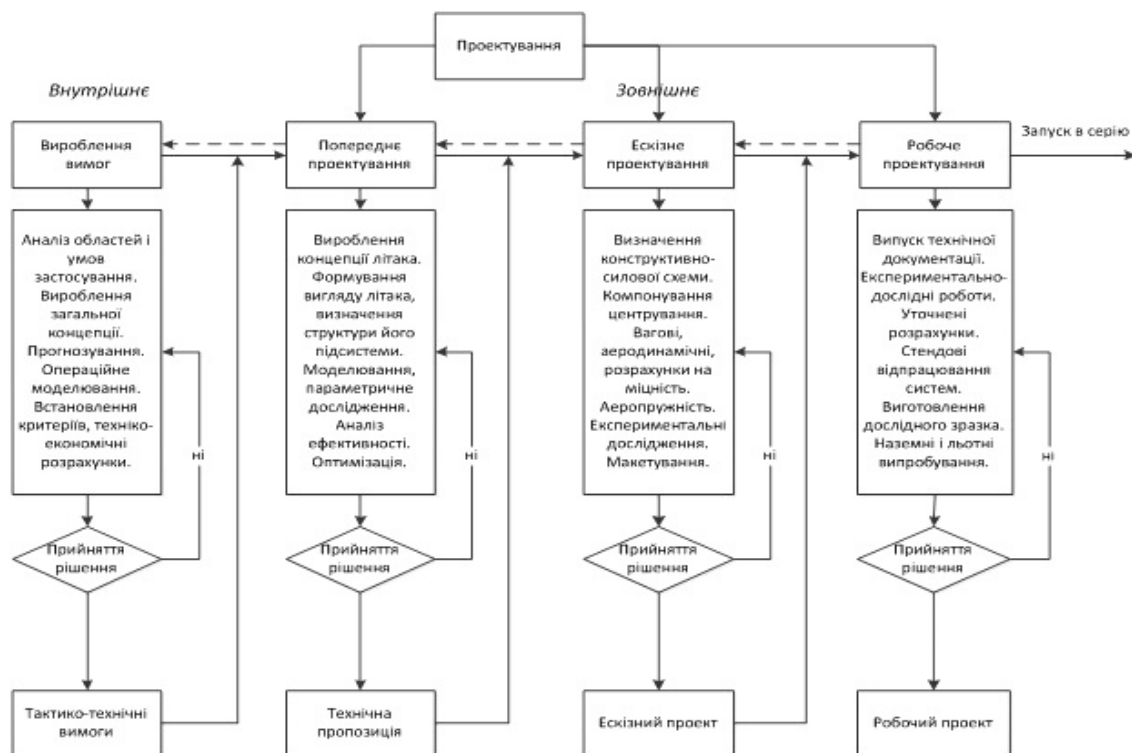 Проектування
Внутрішнє
Зовнішнє
Вироблення
вимог
Попереднє
проектування
Ескізне
проектування
Робоче
проектування
Запуск в серію
Аналіз областей і
умов
застосування.
Вироблення
загальної
концепції.
Прогнозування.
Операційне
моделювання.
Встановлення
критеріїв, техніко-
економічні
розрахунки.
ні
Вироблення
концепції літака.
Формування
вигляду літака,
визначення
структури його
підсистеми.
Моделювання,
параметричне
дослідження.
Аналіз
ефективності.
Оптимізація.
ні
Визначення
конструктивно-
силової схеми.
Компонування
центрування.
Вагові,
аеродинамічні,
розрахунки на
міцність.
Аеропружність.
Експериментальні
дослідження.
Макетування.
ні
Випуск технічної
документації.
Експериментально-
дослідні роботи.
Уточнені
розрахунки.
Стендові
відпрацювання
систем.
Виготовлення
дослідного зразка.
Наземні і льотні
випробування.
ні
Прийняття
рішення
Прийняття
рішення
Прийняття
рішення
Прийняття
рішення
Тактико-технічні
вимоги
Технічна
пропозиція
Ескізний проект
Робочий проект